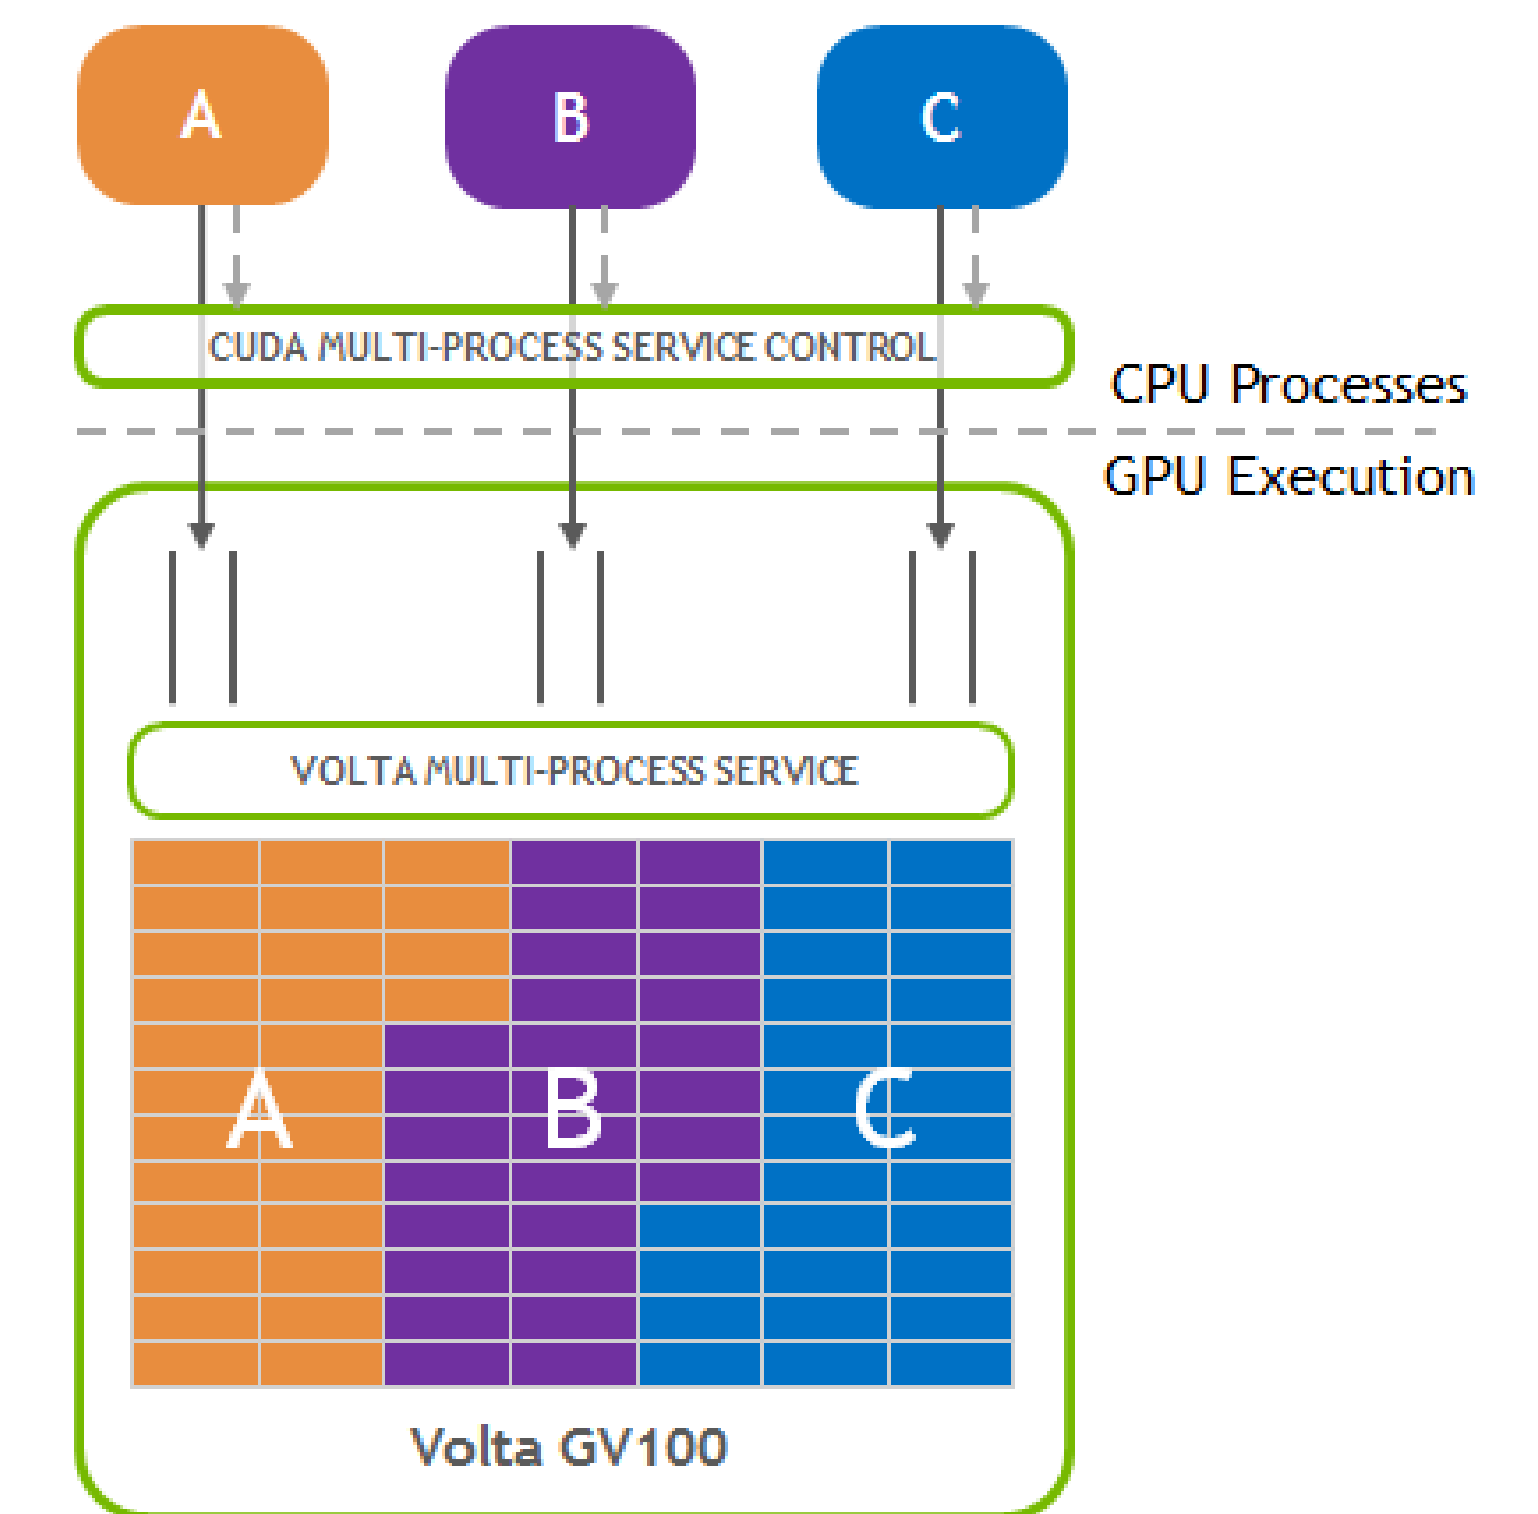 A
B
C
CUDA MULTI-PROCESS SERVICE CONTROL
CPU Processes
GPU Execution
VOLTA MULTI-PROCESS SERVICE
A
B
C
Volta GV100